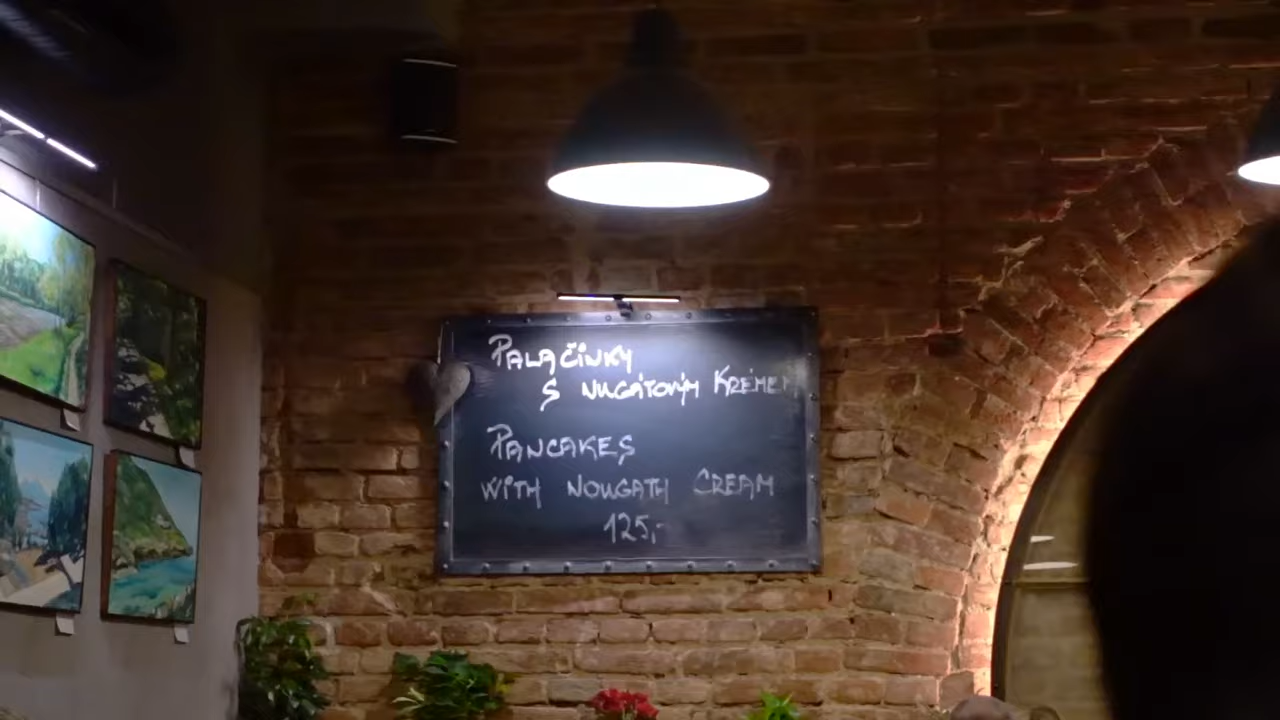 PALAČINKY
S NUGÁTOVÝM KRÉMEM
PANCAKES
WITH NOUGATH CREAM
125,-